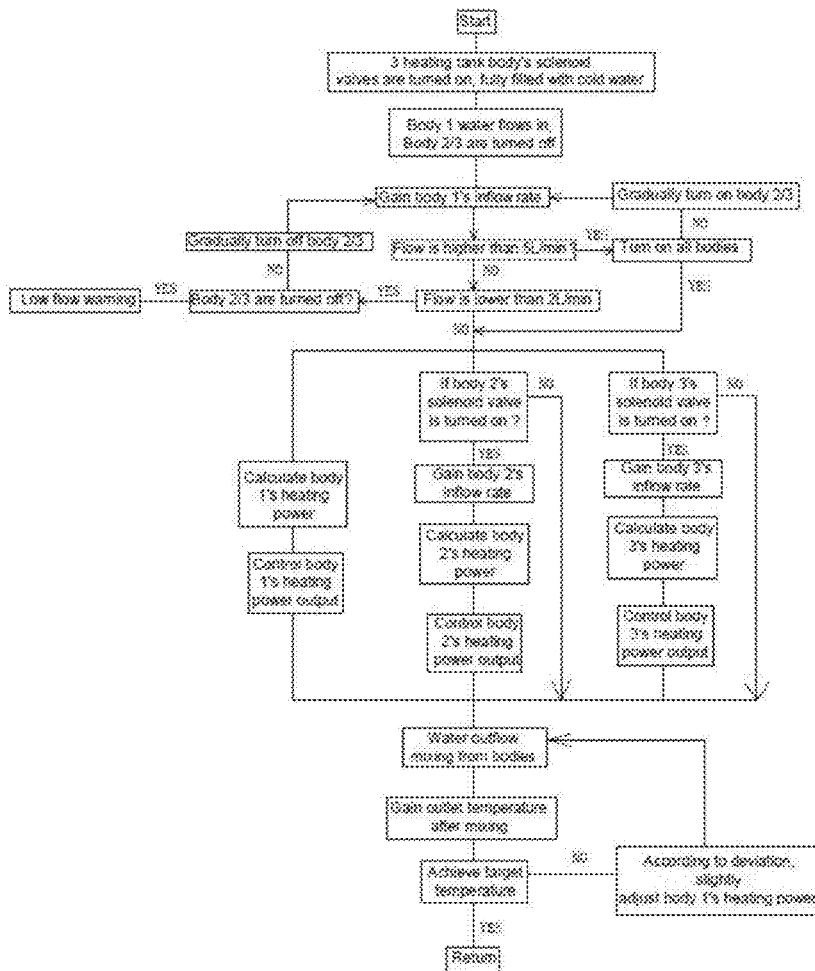 Start
3 heating tank body's solenoid
valves are turned on, fully filled with cold water
Body 1 water flows in,
Body 2/3 are turned off
Gain body 1's inflow rate
Gradually turn on body 2/3
NO
Gradually turn off body 2/3
Flow is higher than 5L/min ?
YES
Turn on all bodies
NO
NO
YES
Low flow warning
YES
Body 2/3 are turned off?
YES
Flow is lower than 2L/min
NO
If body 2's
solenoid valve
is turned on ?
NO
If body 3's
solenoid valve
is turned on ?
NO
YES
YES
Calculate body
1's heating
power
Gain body 2's
inflow rate
Gain body 3's
inflow rate
Calculate body
2's heating
power
Calculate body
3's heating
power
Control body
1's heating
power output
Control body
2's heating
power output
Control body
3's heating
power output
Water outflow
mixing from bodies
Gain outlet temperature
after mixing
Achieve target
temperature
NO
According to deviation,
slightly
adjust body 1's heating power
YES
Return